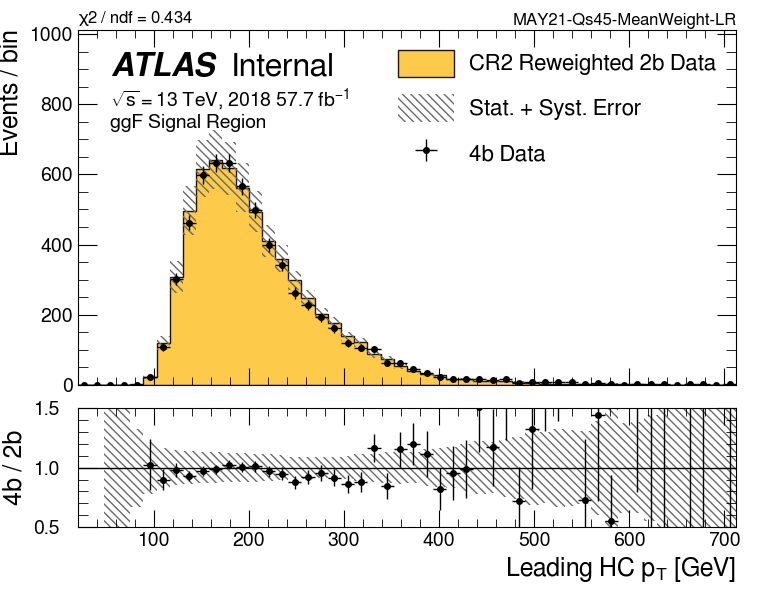 χ² / ndf = 0.434
MAY21-Qs45-MeanWeight-LR
ATLAS Internal
√s = 13 TeV, 2018 57.7 fb⁻¹
ggF Signal Region
CR2 Reweighted 2b Data
Stat. + Syst. Error
4b Data
Events / bin
1000
800
600
400
200
0
4b / 2b
1.5
1.0
0.5
100 200 300 400 500 600 700
Leading HC p_T [GeV]